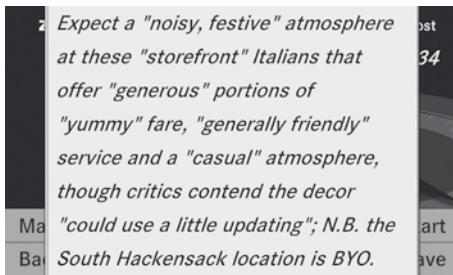 Expect a "noisy, festive" atmosphere
at these "storefront" Italians that
offer "generous" portions of
"yummy" fare, "generally friendly"
service and a "casual" atmosphere,
though critics contend the decor
"could use a little updating"; N.B. the
South Hackensack location is BYO.
34